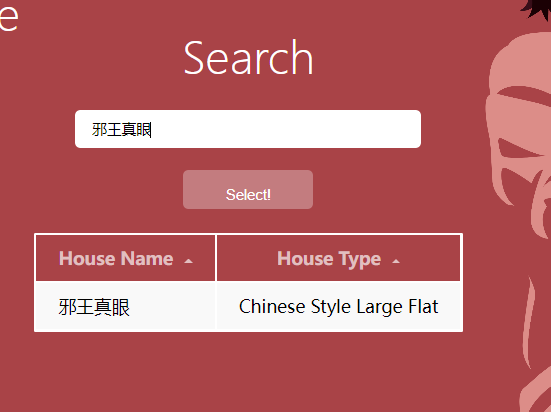 e
Search
邪王真眼
Select!
House Name House Type
邪王真眼 Chinese Style Large Flat